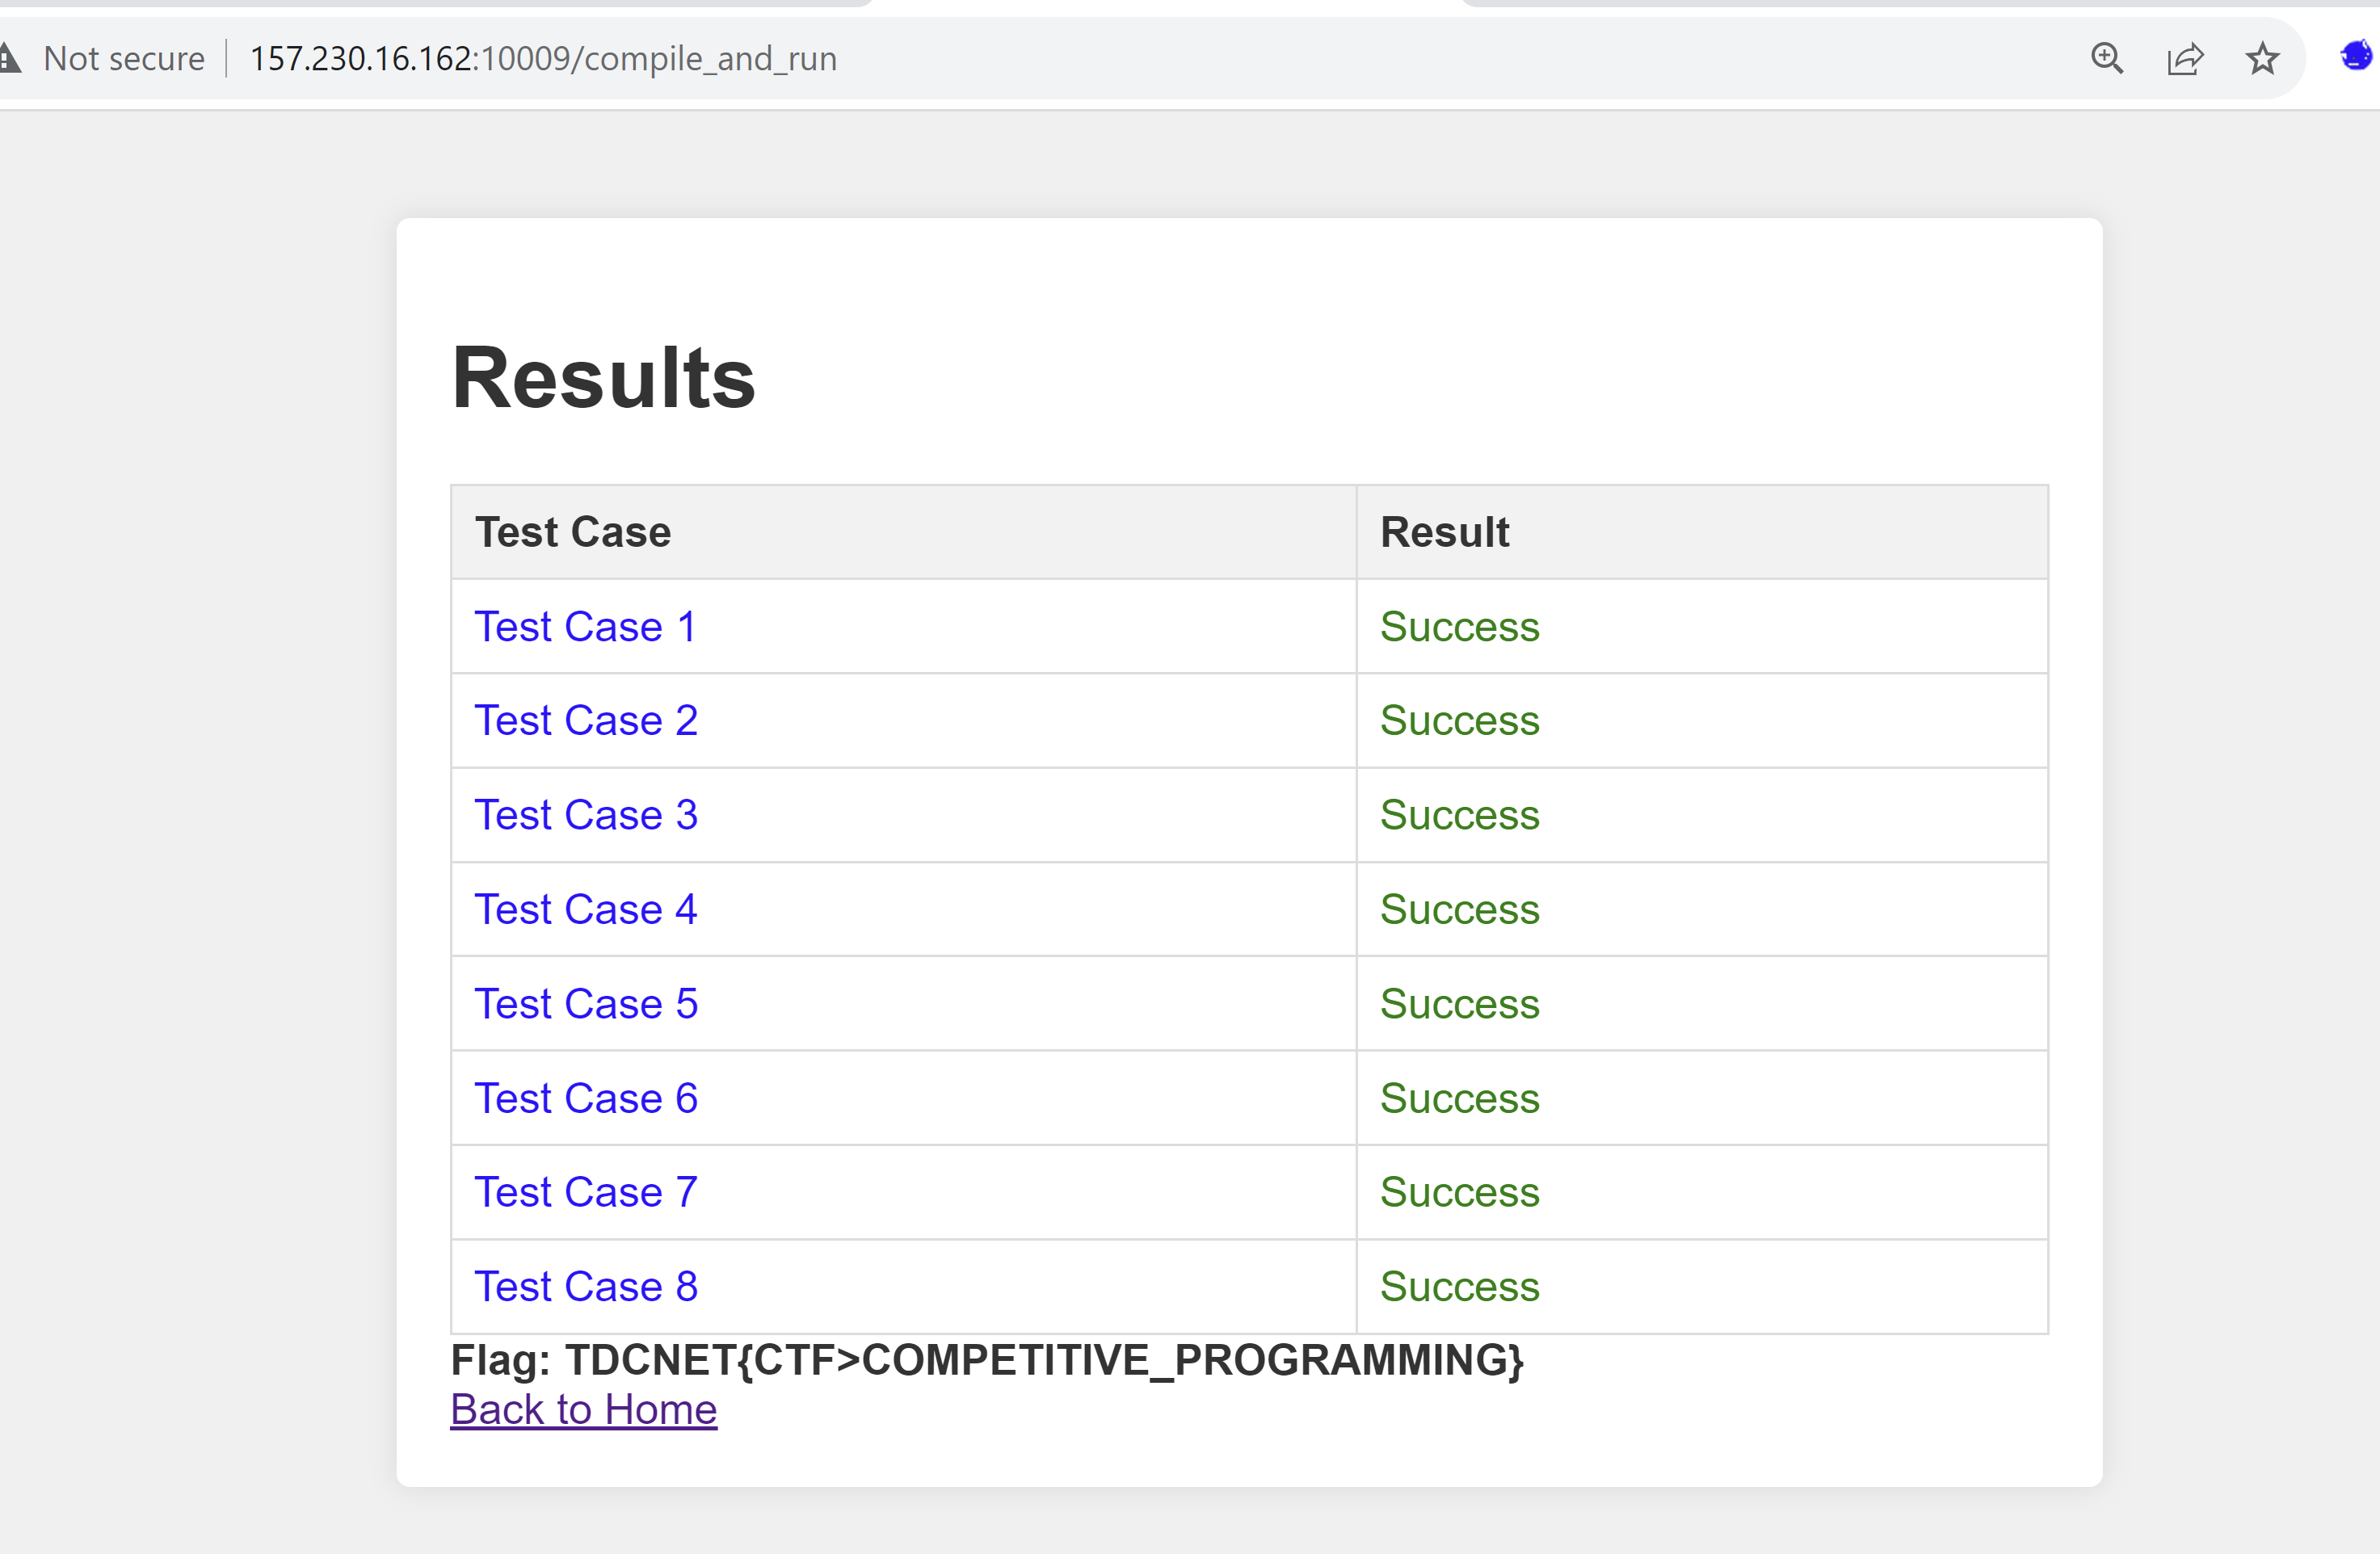 Not secure 157.230.16.162:10009/compile_and_run
Results
Test Case Result
Test Case 1 Success
Test Case 2 Success
Test Case 3 Success
Test Case 4 Success
Test Case 5 Success
Test Case 6 Success
Test Case 7 Success
Test Case 8 Success
Flag: TDCNET{CTF>COMPETITIVE_PROGRAMMING}
Back to Home